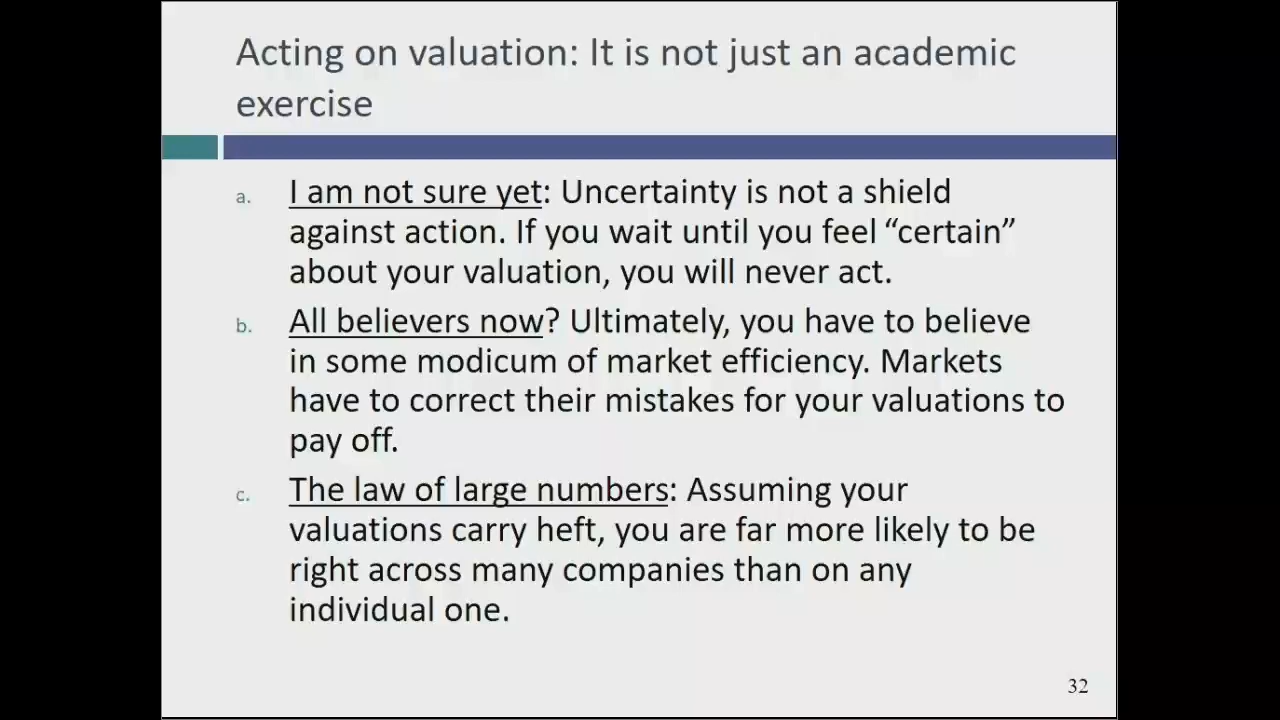 Acting on valuation: It is not just an academic
exercise
a. I am not sure yet: Uncertainty is not a shield
against action. If you wait until you feel “certain”
about your valuation, you will never act.
b. All believers now? Ultimately, you have to believe
in some modicum of market efficiency. Markets
have to correct their mistakes for your valuations to
pay off.
c. The law of large numbers: Assuming your
valuations carry heft, you are far more likely to be
right across many companies than on any
individual one.
32